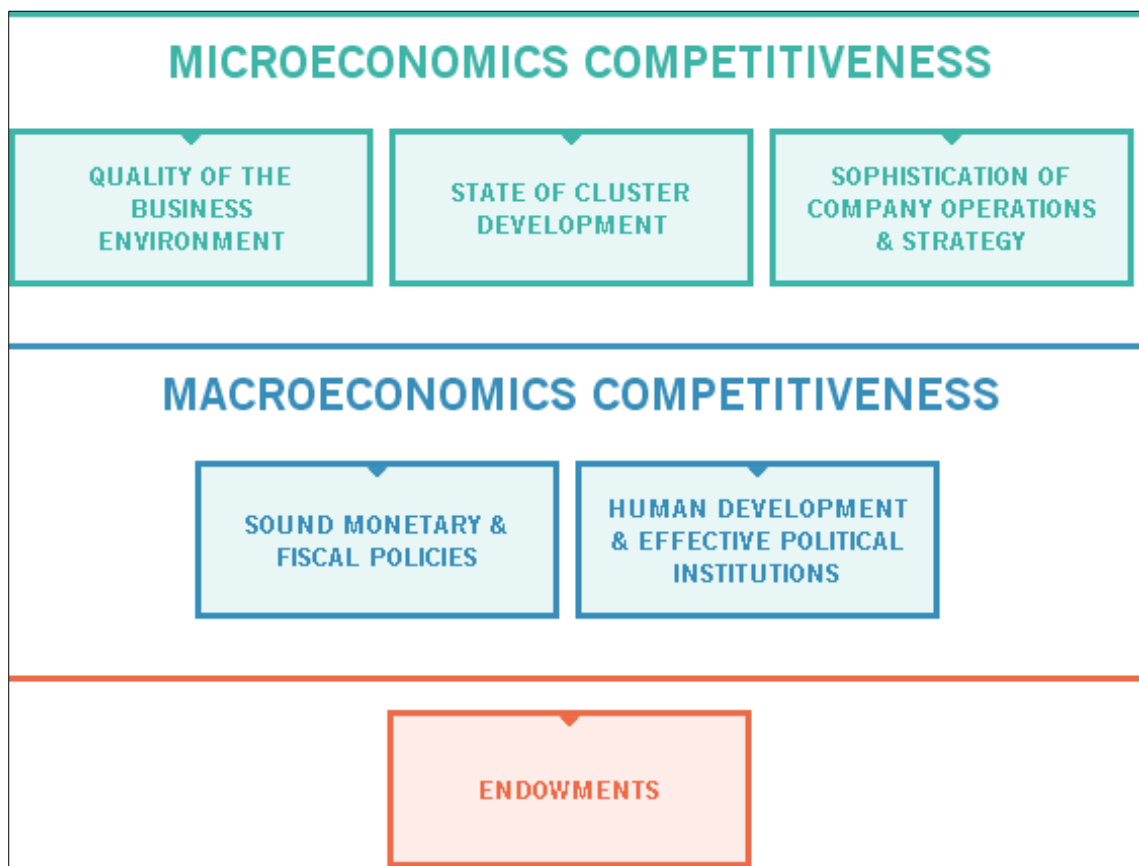 MICROECONOMICS COMPETITIVENESS
QUALITY OF THE
BUSINESS
ENVIRONMENT
STATE OF CLUSTER
DEVELOPMENT
SOPHISTICATION OF
COMPANY OPERATIONS
& STRATEGY
MACROECONOMICS COMPETITIVENESS
SOUND MONETARY &
FISCAL POLICIES
HUMAN DEVELOPMENT
& EFFECTIVE POLITICAL
INSTITUTIONS
ENDOWMENTS